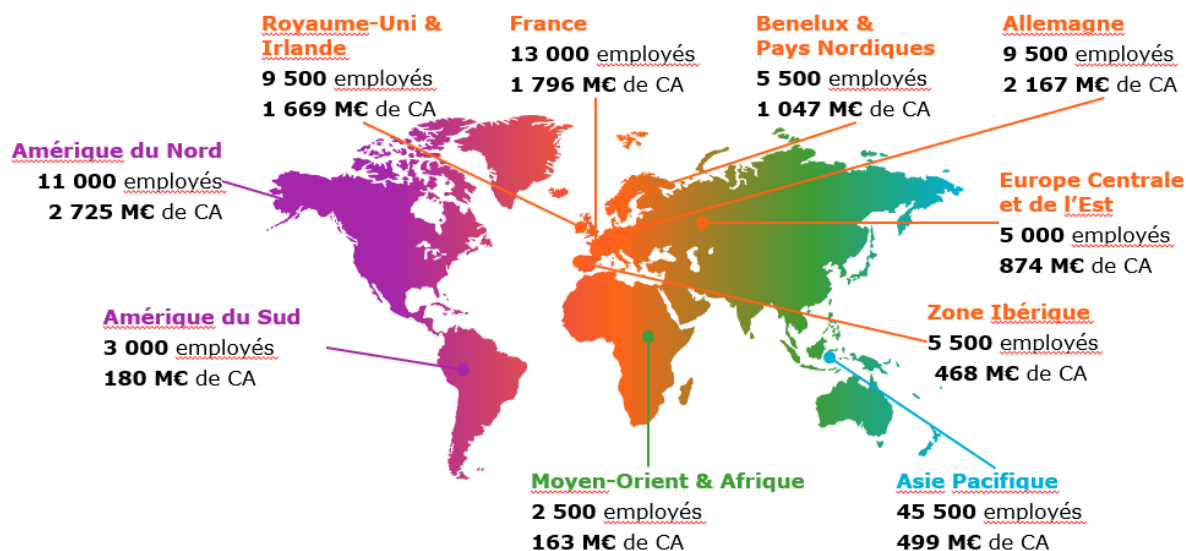 Royaume-Uni &
Irlande
9 500 employés
1 669 M€ de CA
France
13 000 employés
1 796 M€ de CA
Benelux &
Pays Nordiques
5 500 employés
1 047 M€ de CA
Allemagne
9 500 employés
2 167 M€ de CA
Amérique du Nord
11 000 employés
2 725 M€ de CA
Europe Centrale
et de l’Est
5 000 employés
874 M€ de CA
Amérique du Sud
3 000 employés
180 M€ de CA
Zone Ibérique
5 500 employés
468 M€ de CA
Moyen-Orient & Afrique
2 500 employés
163 M€ de CA
Asie Pacifique
45 500 employés
499 M€ de CA